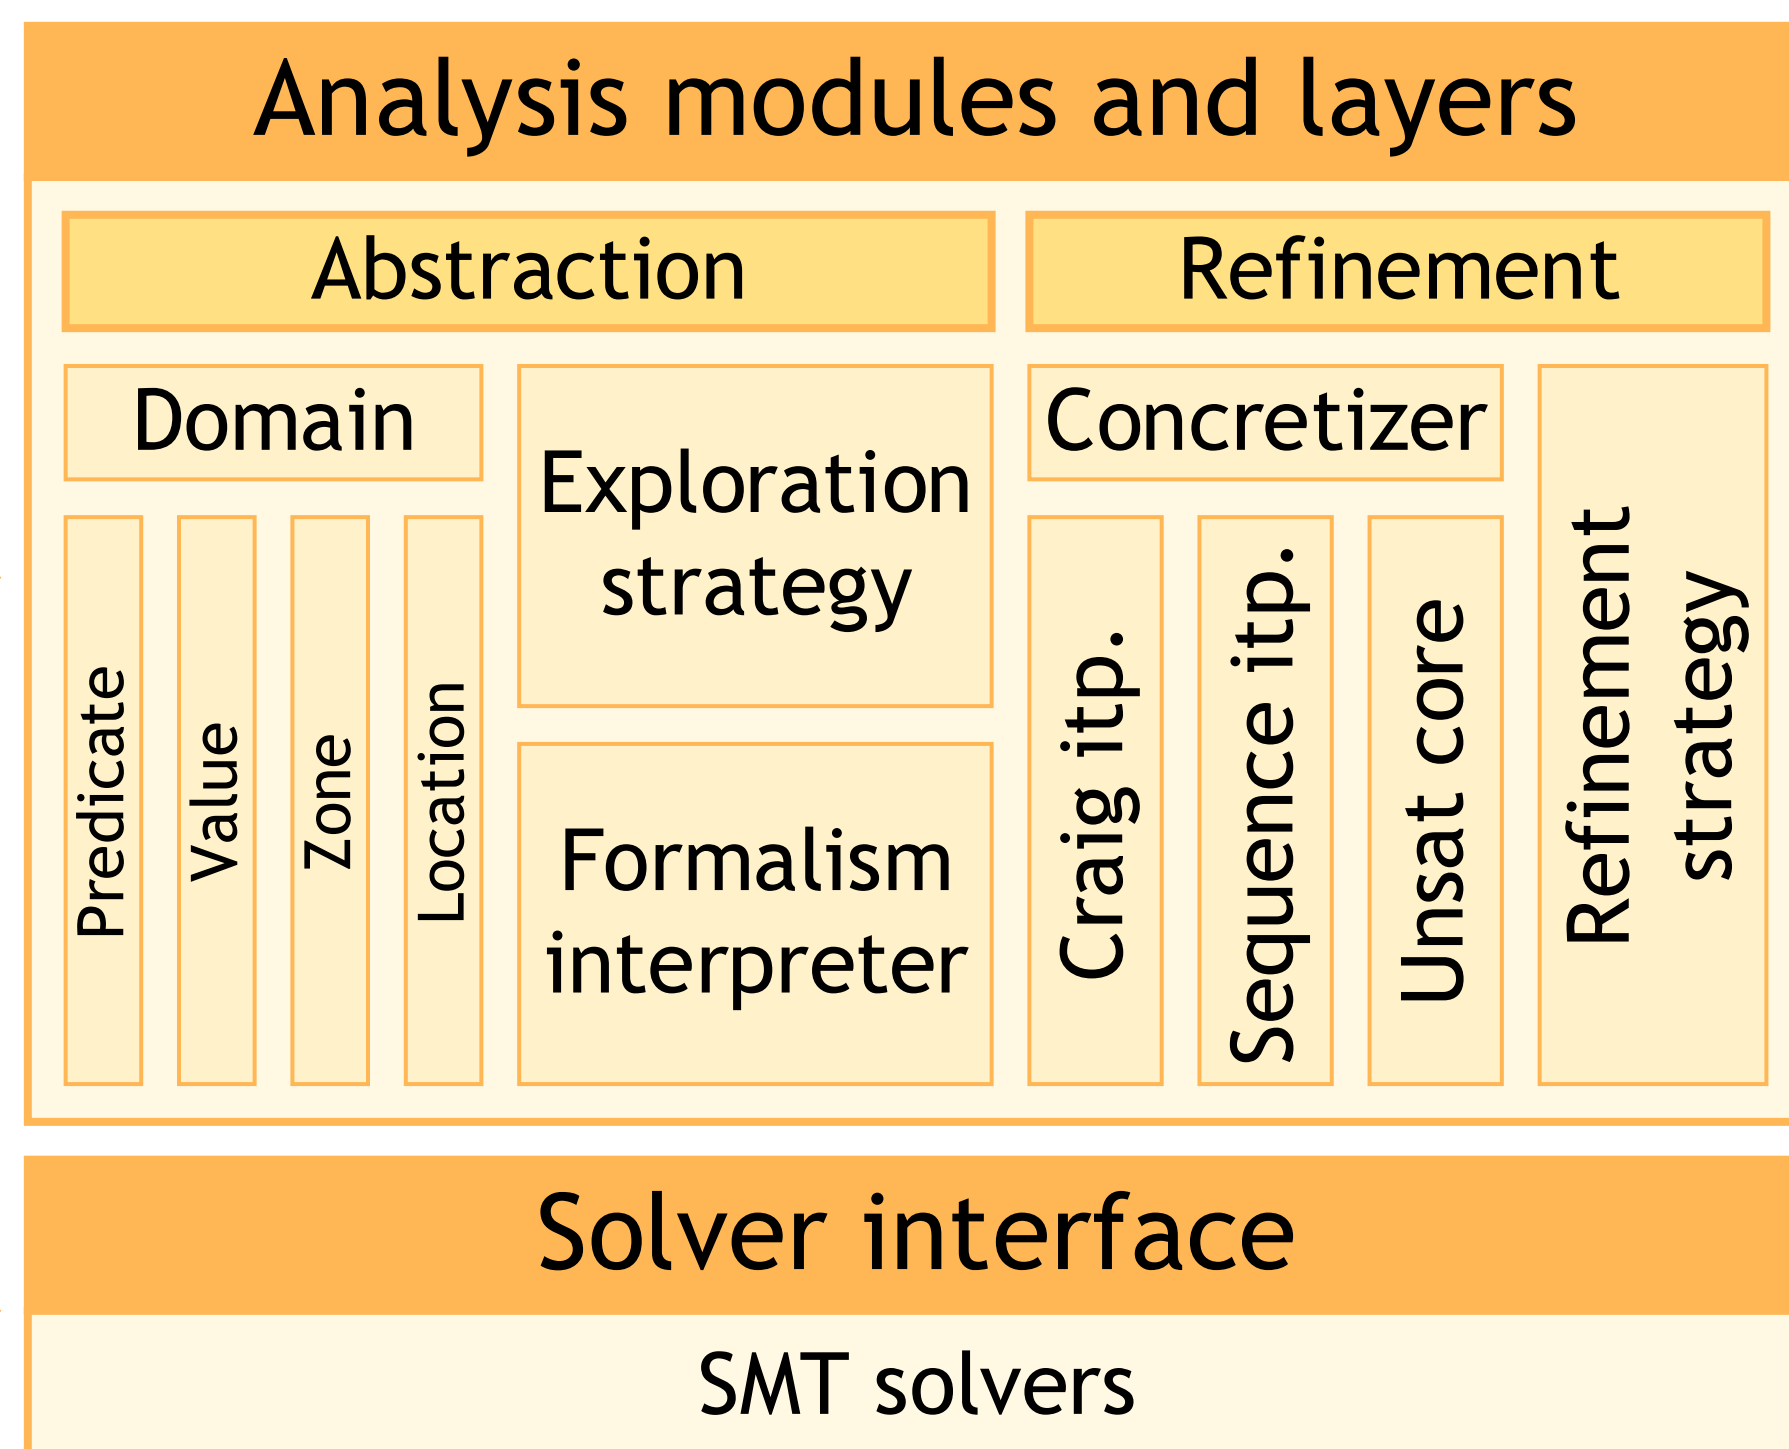 Analysis modules and layers
Abstraction
Refinement
Domain
Exploration
strategy
Concretizer
Refinement
strategy
Predicate
Value
Zone
Location
Formalism
interpreter
Craig itp.
Sequence itp.
Unsat core
Solver interface
SMT solvers